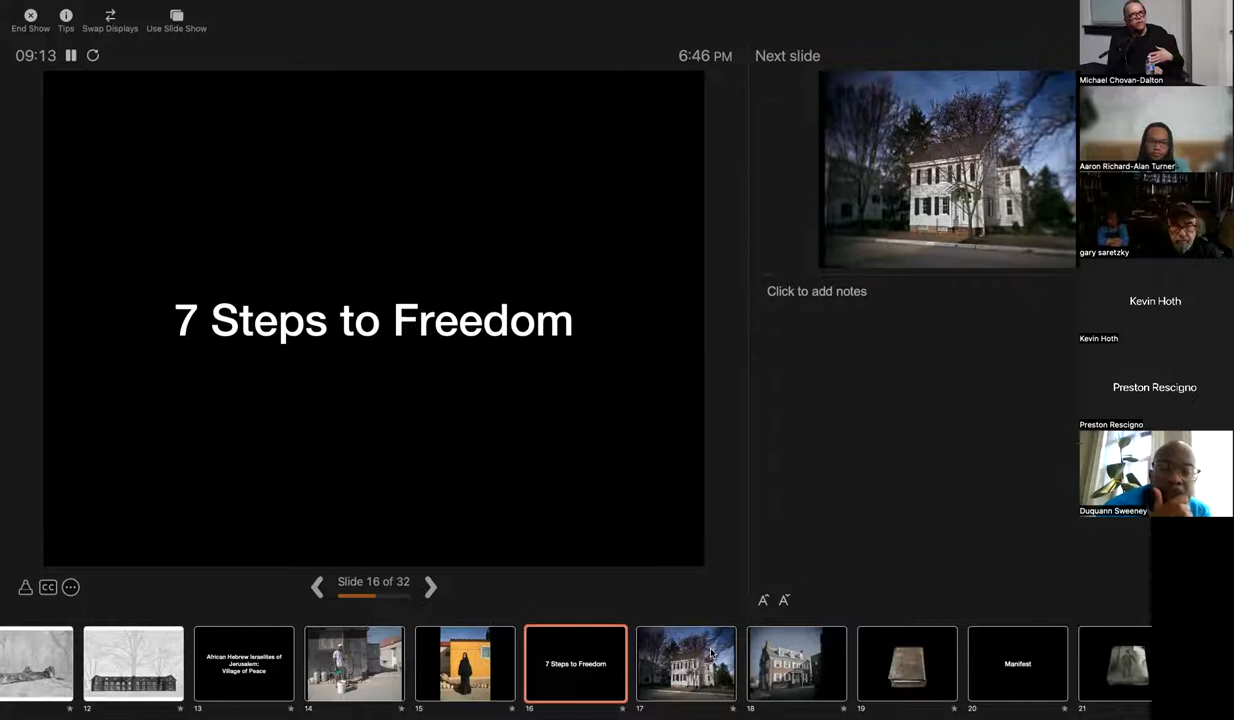 End Show
Tips
Swap Displays
Use Slide Show
09:13
6:46 PM
Next slide
7 Steps to Freedom
Click to add notes
Slide 16 of 32
CC
A
A
12
African Hebrew Israelites of
Jerusalem:
Village of Peace
13
14
15
7 Steps to Freedom
16
17
18
19
Manifest
20
21
Michael Chovan-Dalton
Aaron Richard-Alan Turner
gary saretzky
Kevin Hoth
Kevin Hoth
Preston Rescigno
Preston Rescigno
Duquann Sweeney